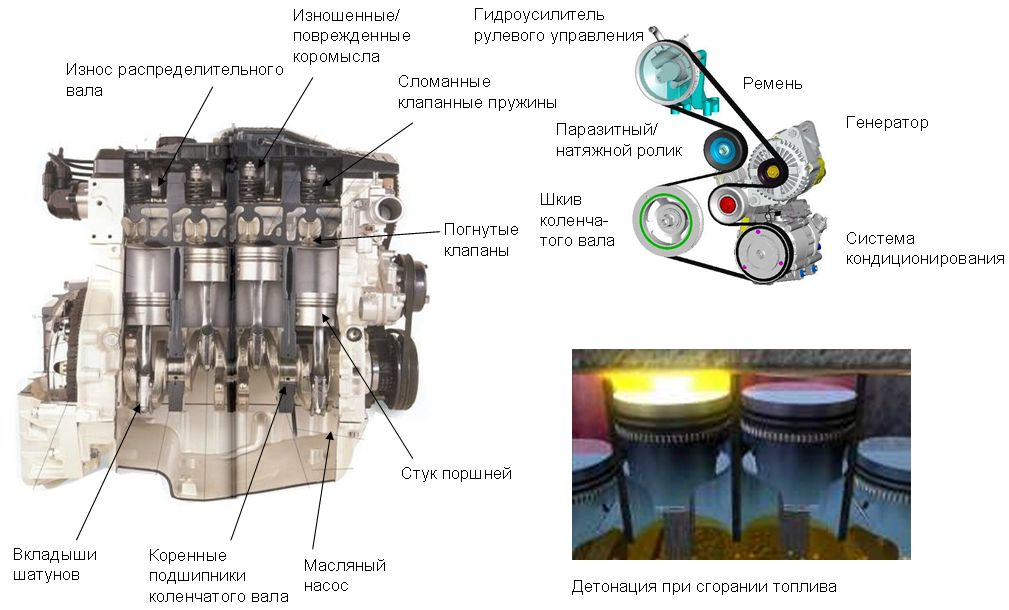 Изношенные/
поврежденные
коромысла
Износ распределительного
вала
Сломанные
клапанные пружины
Погнутые
клапаны
Стук поршней
Вкладыши
шатунов
Коренные
подшипники
коленчатого вала
Масляный
насос
Гидроусилитель
рулевого управления
Ремень
Генератор
Паразитный/
натяжной ролик
Шкив
коленча-
того вала
Система
кондиционирования
Детонация при сгорании топлива